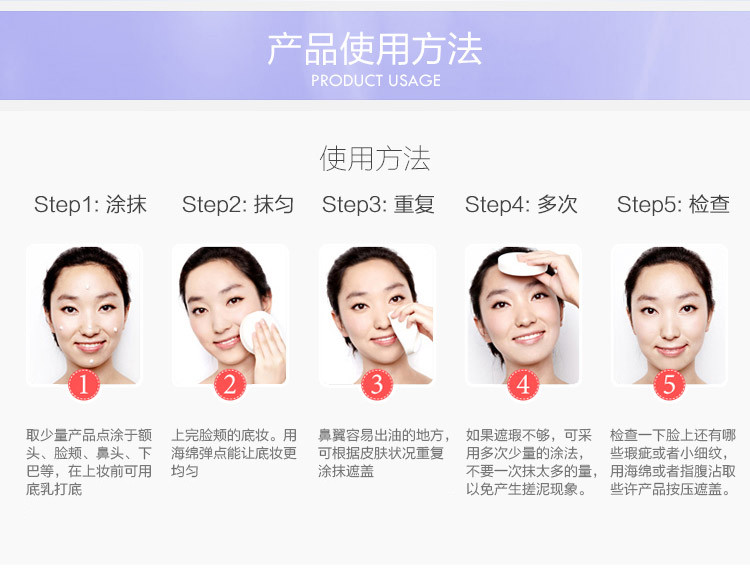 产品使用方法
PRODUCT USAGE
使用方法
Step1: 涂抹
Step2: 抹匀
Step3: 重复
Step4: 多次
Step5: 检查
1
2
3
4
5
取少量产品点涂于额
头、脸颊、鼻头、下
巴等，在上妆前可用
底乳打底
上完脸颊的底妆。用
海绵弹点能让底妆更
均匀
鼻翼容易出油的地方，
可根据皮肤状况重复
涂抹遮盖
如果遮瑕不够，可采
用多次少量的涂法，
不要一次抹太多的量，
以免产生搓泥现象。
检查一下脸上还有哪
些瑕疵或者小细纹，
用海绵或者指腹沾取
些许产品按压遮盖。